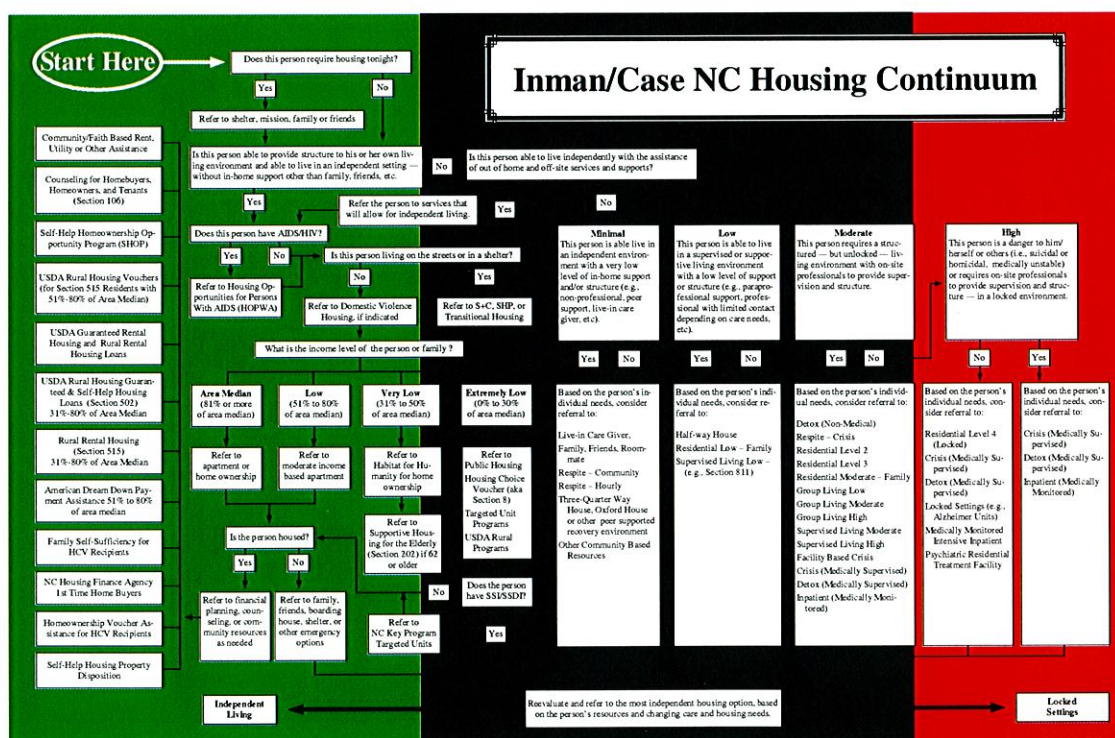 Start Here
Does this person require housing tonight?
Inman/Case NC Housing Continuum
Yes
No
Refer to shelter, mission, family or friends
Is this person able to provide structure to his or her own liv-
ing environment and able to live in an independent setting —
without in-home support other than family, friends, etc.
No
Is this person able to live independently with the assistance
of out of home and off-site services and supports?
Yes
Refer the person to services that
will allow for independent living.
Yes
No
Does this person have AIDS/HIV?
Yes
No
Is this person living on the streets or in a shelter?
No
Yes
Refer to Housing
Opportunities for Persons
With AIDS (HOPWA)
Refer to Domestic Violence
Housing, if indicated
Refer to S+C, SHP, or
Transitional Housing
What is the income level of the person or family?
Area Median
(81% or more
of area median)
Low
(51% to 80%
of area median)
Very Low
(31% to 50%
of area median)
Extremely Low
(0% to 30%
of area median)
Refer to
apartment or
home ownership
Refer to
moderate income
based apartment
Refer to
Habitat for Hu-
manity for home
ownership
Refer to
Public Housing
Housing Choice
Voucher (aka
Section 8)
Targeted Unit
Programs
USDA Rural
Programs
Refer to
Supportive Hous-
ing for the Elderly
(Section 202) if 62
or older
Is the person housed?
Yes
No
No
Does the person
have SSI/SSDI?
Yes
Refer to financial
planning, coun-
seling, or com-
munity resources
as needed
Refer to family,
friends, boarding
house, shelter, or
other emergency
options
Refer to
NC Key Program
Targeted Units
Community/Faith Based Rent,
Utility or Other Assistance
Counseling for Homebuyers,
Homeowners, and Tenants
(Section 106)
Self-Help Homeownership Op-
portunity Program (SHOP)
USDA Rural Housing Vouchers
(for Section 515 Residents with
51%-80% of Area Median)
USDA Guaranteed Rental
Housing and Rural Rental
Housing Loans
USDA Rural Housing Guaran-
teed & Self-Help Housing
Loans (Section 502)
31%-80% of Area Median
Rural Rental Housing
(Section 515)
31%-80% of Area Median
American Dream Down Pay-
ment Assistance 51% to 80%
of area median
Family Self-Sufficiency for
HCV Recipients
NC Housing Finance Agency
1st Time Home Buyers
Homeownership Voucher As-
sistance for HCV Recipients
Self-Help Housing Property
Disposition
Minimal
This person is able live in
an independent environ-
ment with a very low
level of in-home support
and/or structure (e.g.,
non-professional, peer
support, live-in care
giver, etc).
Yes
No
Based on the person's in-
dividual needs, consider
referral to:
Live-in Care Giver,
Family, Friends, Room-
mate
Respite – Community
Respite – Hourly
Three-Quarter Way
House, Oxford House
or other peer supported
recovery environment
Other Community Based
Resources
Low
This person is able to live
in a supervised or suppor-
tive living environment
with a low level of support
or structure (e.g., parapro-
fessional support, profes-
sional with limited contact
depending on care needs,
etc).
Yes
No
Based on the person's indi-
vidual needs, consider re-
ferral to:
Half-way House
Residential Low – Family
Supervised Living Low –
(e.g., Section 811)
Moderate
This person requires a struc-
tured — but unlocked — liv-
ing environment with on-site
professionals to provide super-
vision and structure.
Yes
No
Based on the person's individ-
ual needs, consider referral to:
Detox (Non-Medical)
Respite – Crisis
Residential Level 2
Residential Level 3
Residential Moderate – Family
Group Living Low
Group Living Moderate
Group Living High
Supervised Living Moderate
Supervised Living High
Facility Based Crisis
Crisis (Medically Supervised)
Detox (Medically Supervised)
Inpatient (Medically Moni-
tored)
High
This person is a danger to him/
herself or others (i.e., suicidal or
homicidal, medically unstable)
or requires on-site professionals
to provide supervision and struc-
ture — in a locked environment.
No
Yes
Based on the person's
individual needs, con-
sider referral to:
Residential Level 4
(Locked)
Crisis (Medically Su-
pervised)
Detox (Medically Su-
pervised)
Locked Settings (e.g.,
Alzheimer Units)
Medically Monitored
Intensive Inpatient
Psychiatric Residential
Treatment Facility
Based on the person's
individual needs, con-
sider referral to:
Crisis (Medically Su-
pervised)
Detox (Medically Su-
pervised)
Inpatient (Medically
Monitored)
Independent
Living
Reevaluate and refer to the most independent housing option, based
on the person's resources and changing care and housing needs.
Locked
Settings